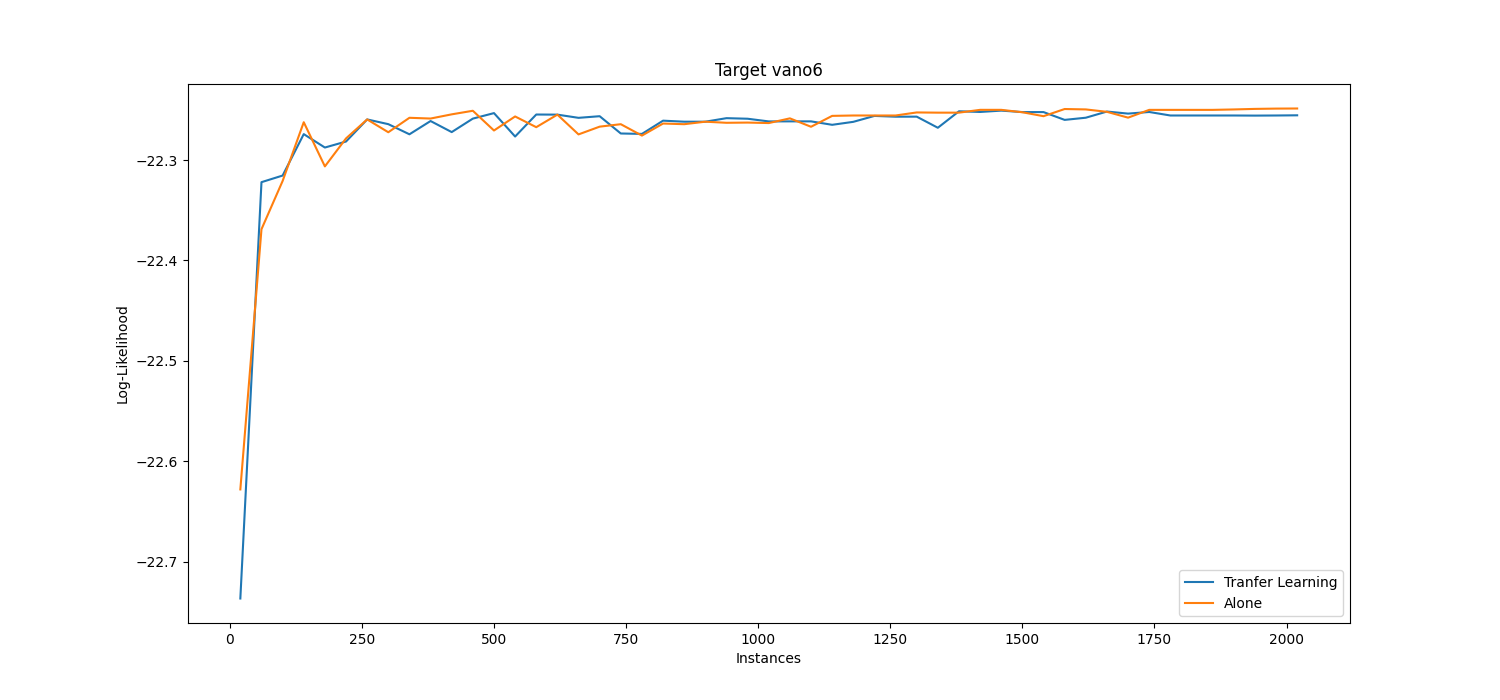 Target vano6
Log-Likelihood
−22.3
−22.4
−22.5
−22.6
−22.7
0 250 500 750 1000 1250 1500 1750 2000
Instances
Tranfer Learning
Alone